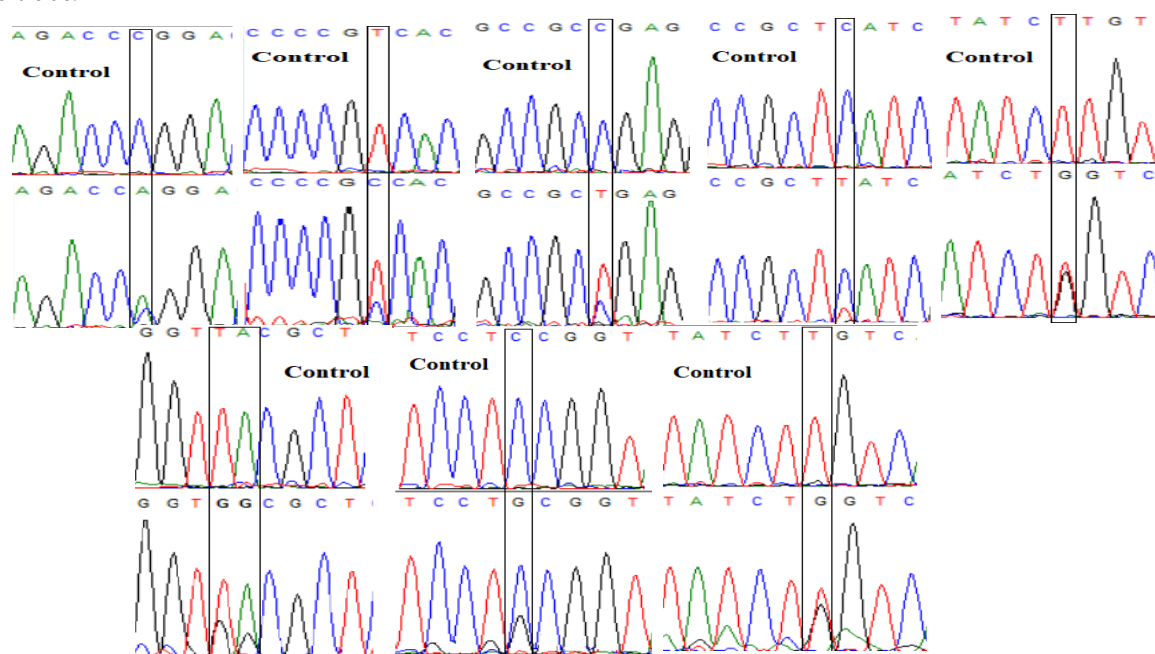 A G A C C C G G A
Control
C C C C G T C A C
Control
G C C G C C G A G
Control
C C G C T C A T C
Control
T A T C T T G T
Control
A G A C C A G G A
C C C C G C C A C
G C C G C T G A G
C C G C T T A T C
A T C T G G T C
G G T T A C G C T
Control
T C C T C C G G T
Control
T A T C T T G T C
Control
G G T G G C G C T
T C C T G C G G T
T A T C T G G T C